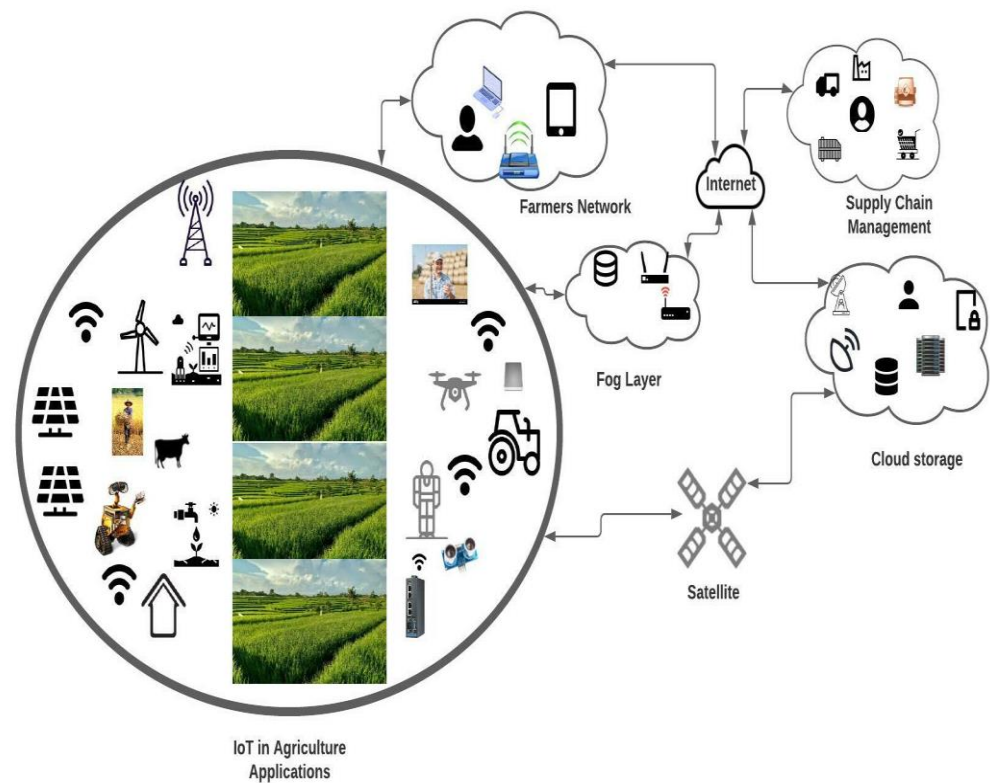 Internet
Farmers Network
Supply Chain
Management
Fog Layer
Cloud storage
Satellite
IoT in Agriculture
Applications